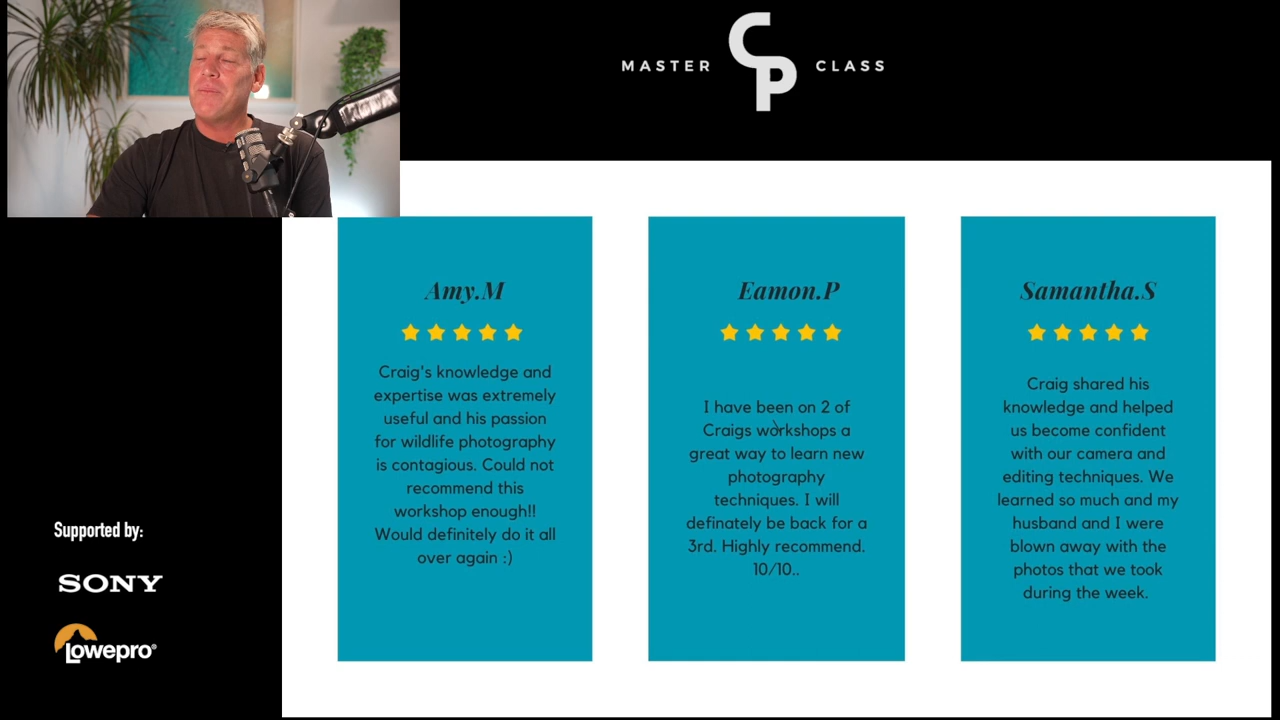 MASTER CP CLASS
Amy.M
Craig's knowledge and
expertise was extremely
useful and his passion
for wildlife photography
is contagious. Could not
recommend this
workshop enough!!
Would definitely do it all
over again :)
Eamon.P
I have been on 2 of
Craigs workshops a
great way to learn new
photography
techniques. I will
definately be back for a
3rd. Highly recommend.
10/10..
Samantha.S
Craig shared his
knowledge and helped
us become confident
with our camera and
editing techniques. We
learned so much and my
husband and I were
blown away with the
photos that we took
during the week.
Supported by:
SONY
Lowepro®